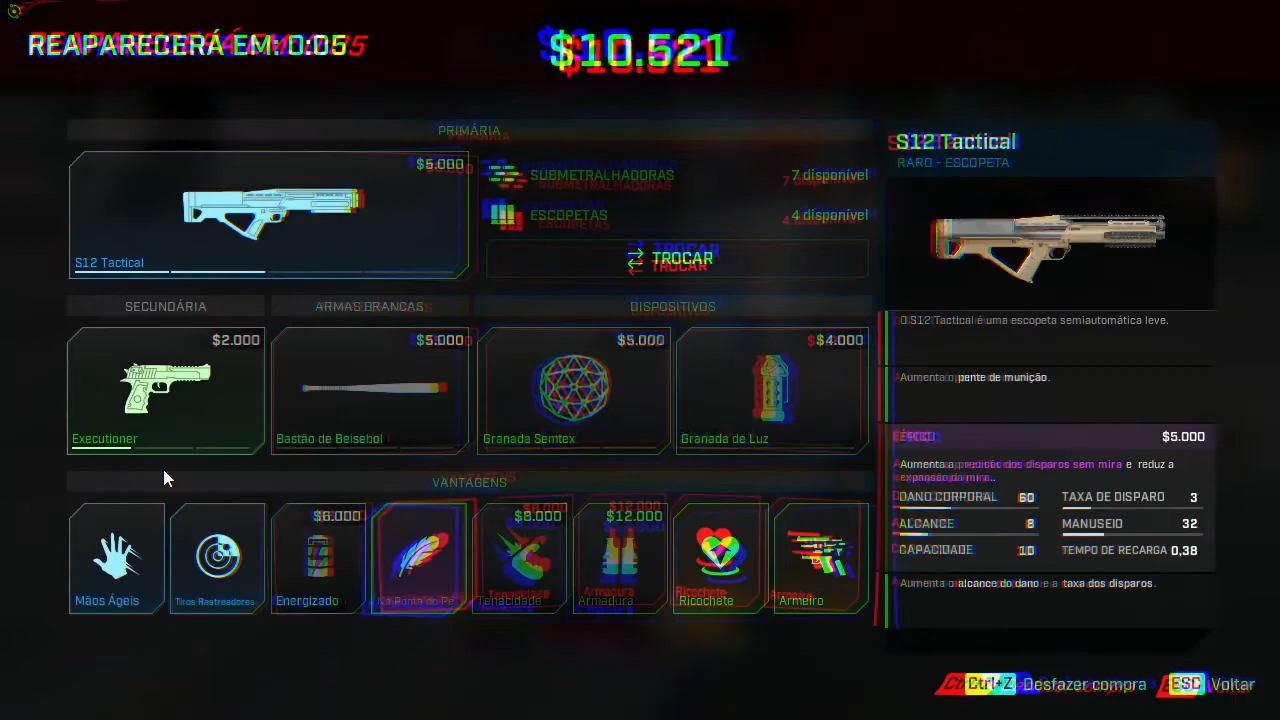 REAPARECERÁ EM: 0:05
$10.521
PRIMÁRIA
$5.000
S12 Tactical
SUBMETRALHADORAS
7 disponível
ESCOPETAS
4 disponível
TROCAR
SECUNDÁRIA
ARMAS BRANCAS
DISPOSITIVOS
$2.000
Executioner
$5.000
Bastão de Beisebol
$5.000
Granada Semtex
$4.000
Granada de Luz
VANTAGENS
Mãos Ágeis
Tiros Rastreadores
$6.000
Energizado
Na Ponta do Pé
$8.000
Tenacidade
$12.000
Armadura
Ricochete
Armeiro
S12 Tactical
RARO - ESCOPETA
O S12 Tactical é uma escopeta semiautomática leve.
Aumenta o pente de munição.
ÉPICO
$5.000
Aumenta a precisão dos disparos sem mira e reduz a
expansão da mira.
DANO CORPORAL 60
TAXA DE DISPARO 3
ALCANCE 8
MANUSEIO 32
CAPACIDADE 10
TEMPO DE RECARGA 0,38
Aumenta o alcance do dano e a taxa dos disparos.
Ctrl+Z Desfazer compra
ESC Voltar